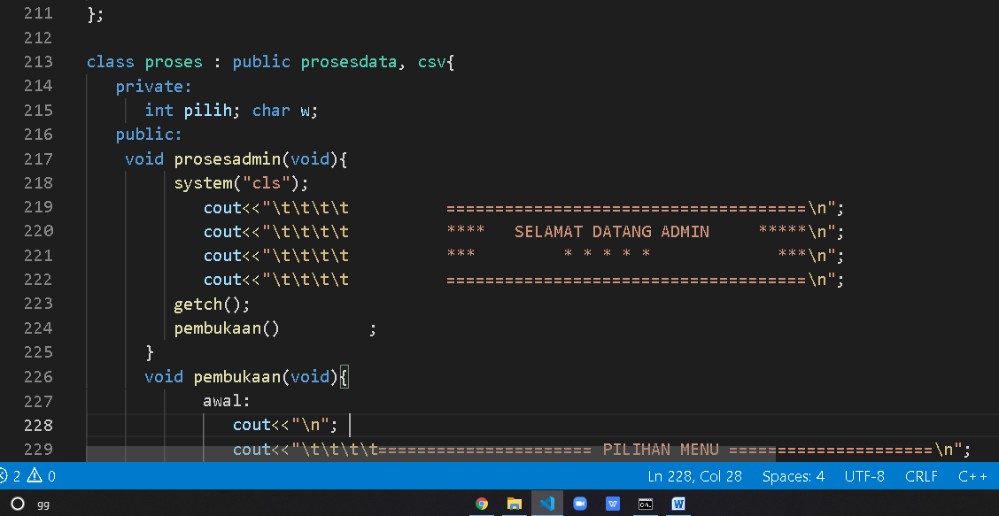 211 };
212
213 class proses : public prosesdata, csv{
214 private:
215 int pilih; char w;
216 public:
217 void prosesadmin(void){
218 system("cls");
219 cout<<"\t\t\t\t =====================================\n";
220 cout<<"\t\t\t\t **** SELAMAT DATANG ADMIN *****\n";
221 cout<<"\t\t\t\t *** * * * * * ***\n";
222 cout<<"\t\t\t\t =====================================\n";
223 getch();
224 pembukaan() ;
225 }
226 void pembukaan(void){
227 awal:
228 cout<<"\n";
229 cout<<"\t\t\t\t====================== PILIHAN MENU =====================\n";
2 0 Ln 228, Col 28 Spaces: 4 UTF-8 CRLF C++
gg